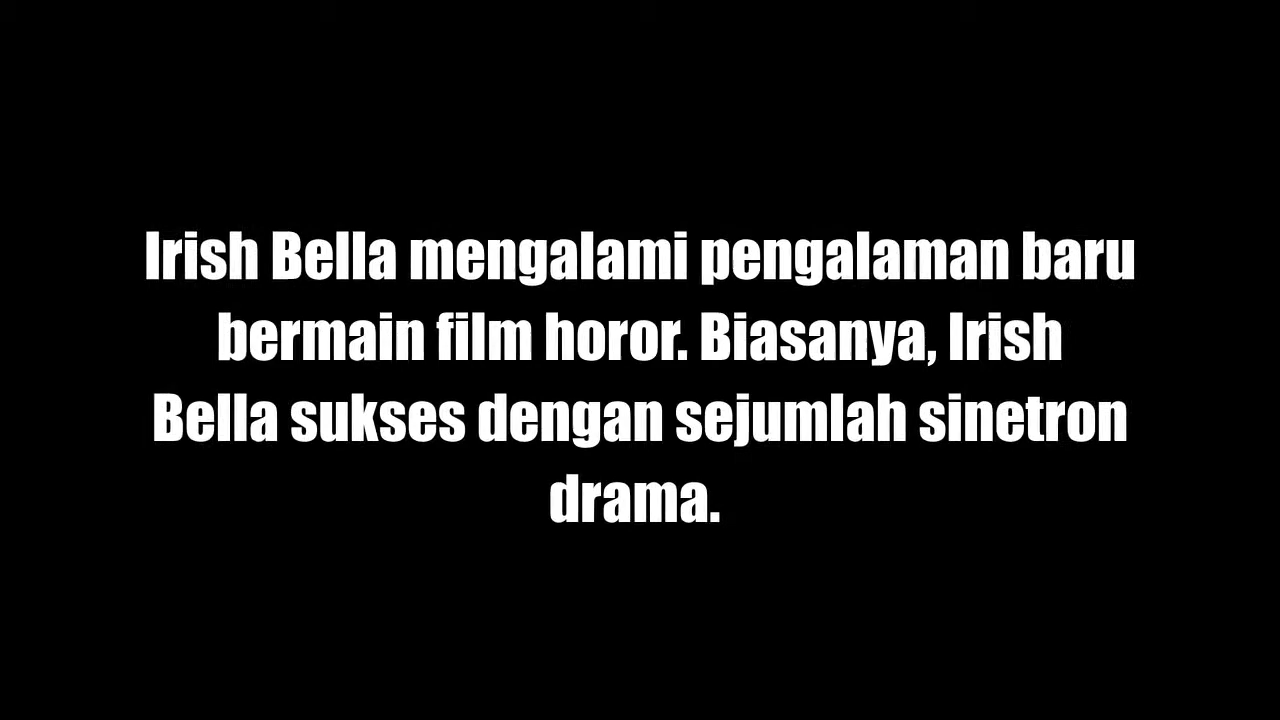 Irish Bella mengalami pengalaman baru
bermain film horor. Biasanya, Irish
Bella sukses dengan sejumlah sinetron
drama.